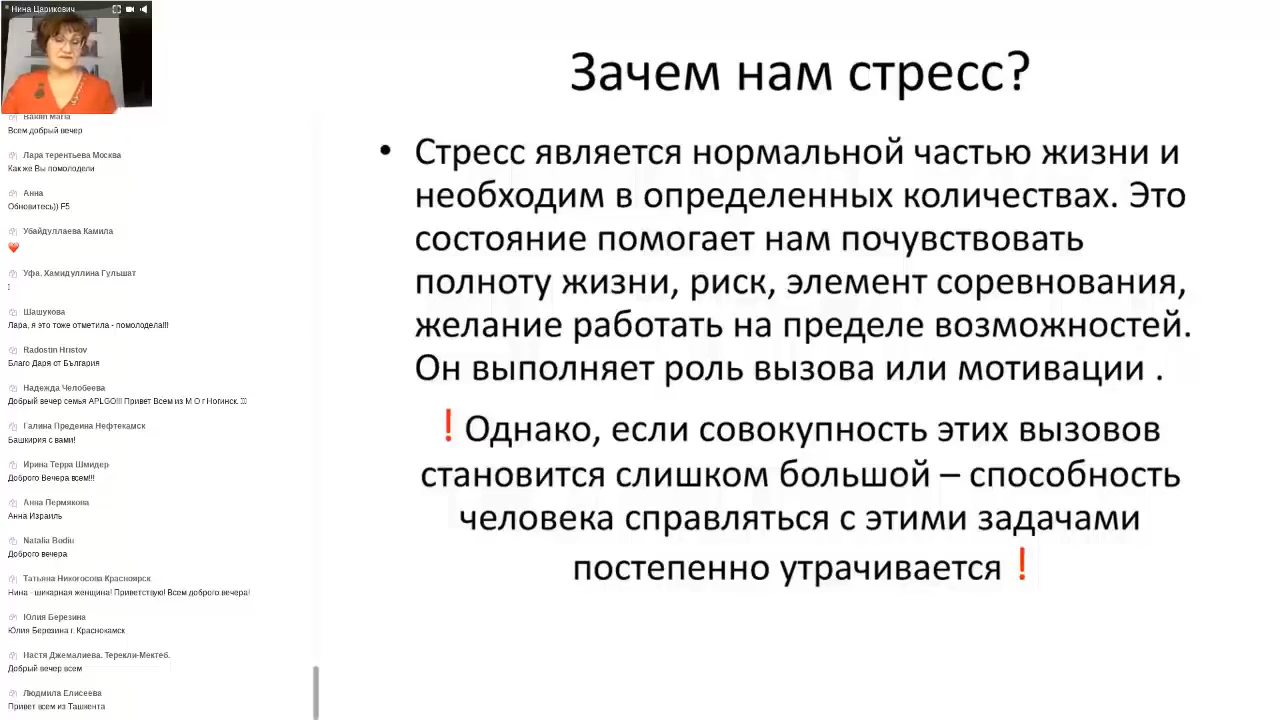 Нина Царикович
Вакіm Maria
Всем добрый вечер
Лара терентьева Москва
Как же Вы помолодели
Анна
Обновитесь)) F5
Убайдуллаева Камила
Уфа. Хамидуллина Гульшат
Шашукова
Лара, я это тоже отметила - помолодела!!!
Radostin Hristov
Благо Даря от България
Надежда Челобеева
Добрый вечер семья APLGO!!! Привет Всем из М О г Ногинск.
Галина Предеина Нефтекамск
Башкирия с вами!
Ирина Терра Шмидер
Доброго Вечера всем!!!
Анна Пермякова
Анна Израиль
Natalia Bodiu
Доброго вечера
Татьяна Никогосова Красноярск
Нина - шикарная женщина! Приветствую! Всем доброго вечера!
Юлия Березина
Юлия Березина г. Краснокамск
Настя Джемалиева. Терекли-Мектеб.
Добрый вечер всем
Людмила Елисеева
Привет всем из Ташкента
Зачем нам стресс?
• Стресс является нормальной частью жизни и
необходим в определенных количествах. Это
состояние помогает нам почувствовать
полноту жизни, риск, элемент соревнования,
желание работать на пределе возможностей.
Он выполняет роль вызова или мотивации .
❗Однако, если совокупность этих вызовов
становится слишком большой – способность
человека справляться с этими задачами
постепенно утрачивается❗